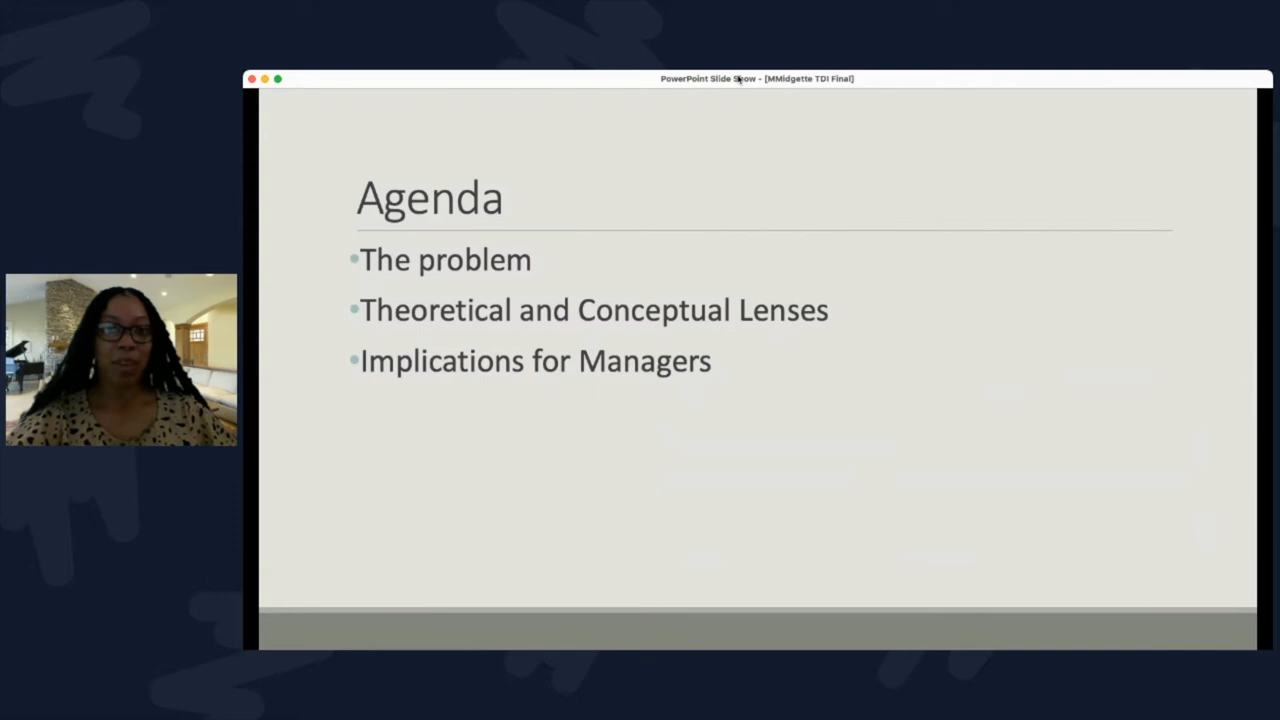 PowerPoint Slide Show - [MMidgette TDI Final]
Agenda
•The problem
•Theoretical and Conceptual Lenses
•Implications for Managers